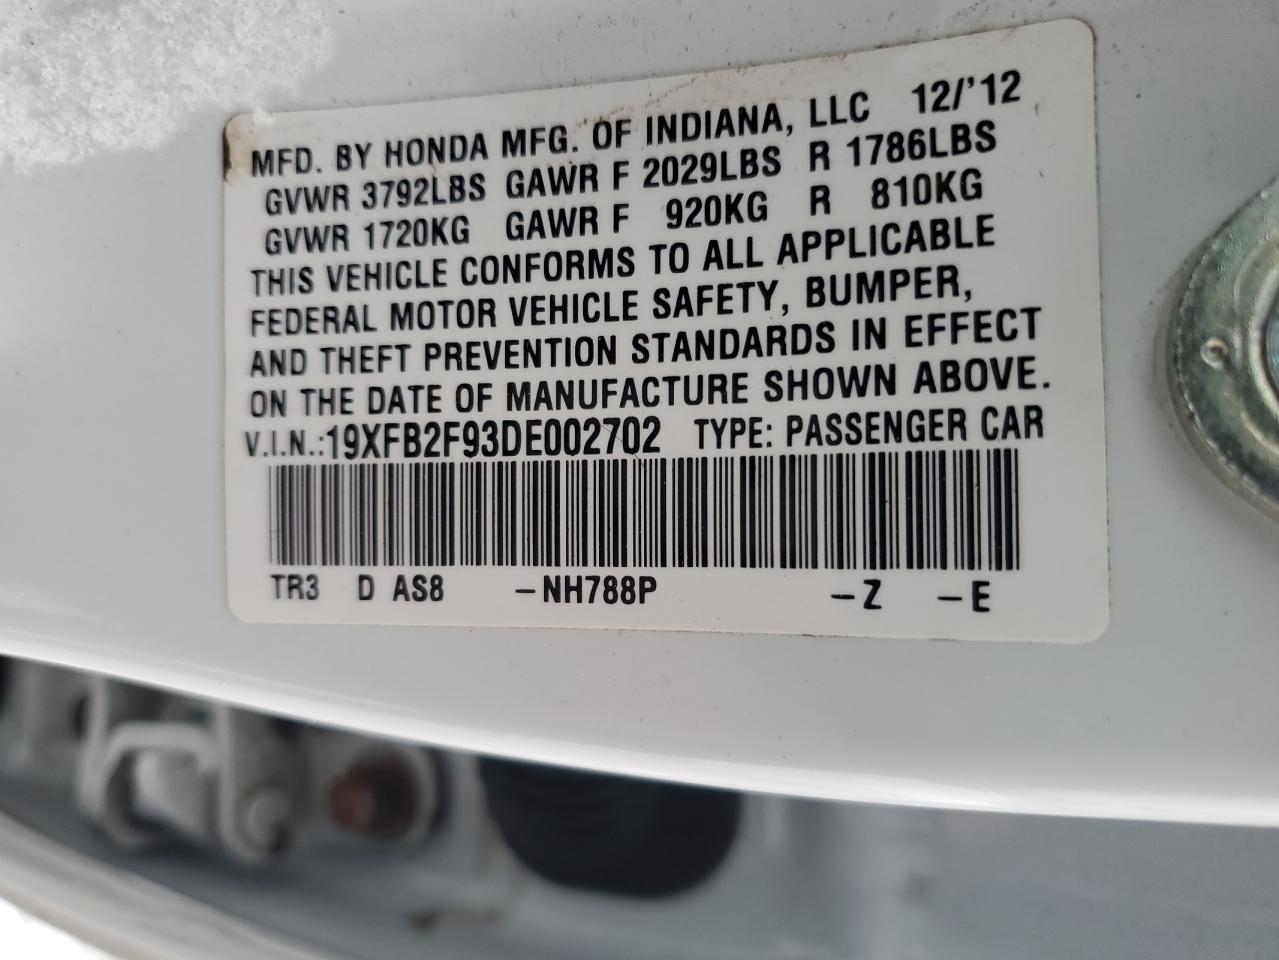 MFD. BY HONDA MFG. OF INDIANA, LLC 12/'12
GVWR 3792LBS GAWR F 2029LBS R 1786LBS
GVWR 1720KG GAWR F 920KG R 810KG
THIS VEHICLE CONFORMS TO ALL APPLICABLE
FEDERAL MOTOR VEHICLE SAFETY, BUMPER,
AND THEFT PREVENTION STANDARDS IN EFFECT
ON THE DATE OF MANUFACTURE SHOWN ABOVE.
V.I.N.:19XFB2F93DE002702 TYPE: PASSENGER CAR
TR3 D AS8 -NH788P -Z -E